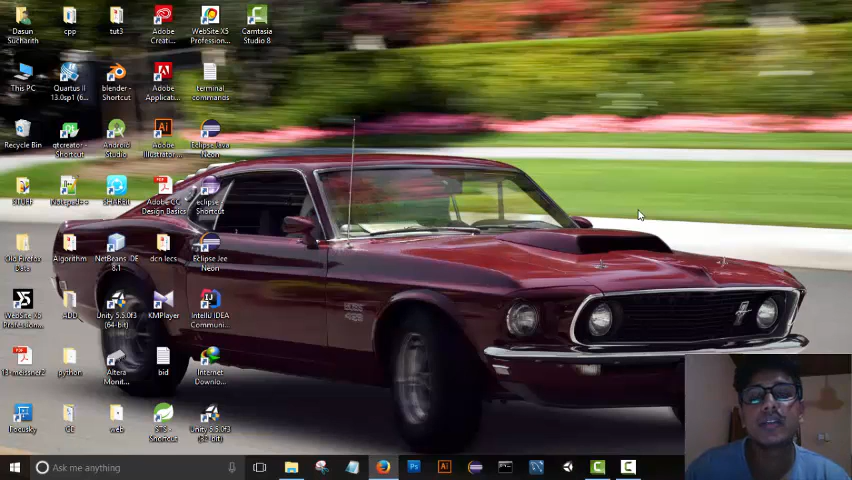 Dasun
Sucharith
cpp
tut3
Adobe
Creati...
WebSite X5
Profession...
Camtasia
Studio 8
This PC
Quartus II
13.0sp1 (6...
blender -
Shortcut
Adobe
Applicati...
terminal
commands
Recycle Bin
qtcreator -
Shortcut
Android
Studio
Adobe
Illustrator ...
Eclipse Java
Neon
STUFF
Notepad++
SHAREit
Adobe CC
Design Basics
eclipse
Shortcut
Old Firefox
Data
Algorithm
NetBeans IDE
8.1
dcn lecs
Eclipse Jee
Neon
WebSite X5
Profession...
ADD
Unity 5.5.0f3
(64-bit)
KMPlayer
IntelliJ IDEA
Communi...
python
Altera
Monit...
bid
Internet
Downlo...
Focusky
web
STS -
Shortcut
Unity 5.5.0f3
(32-bit)
Ask me anything